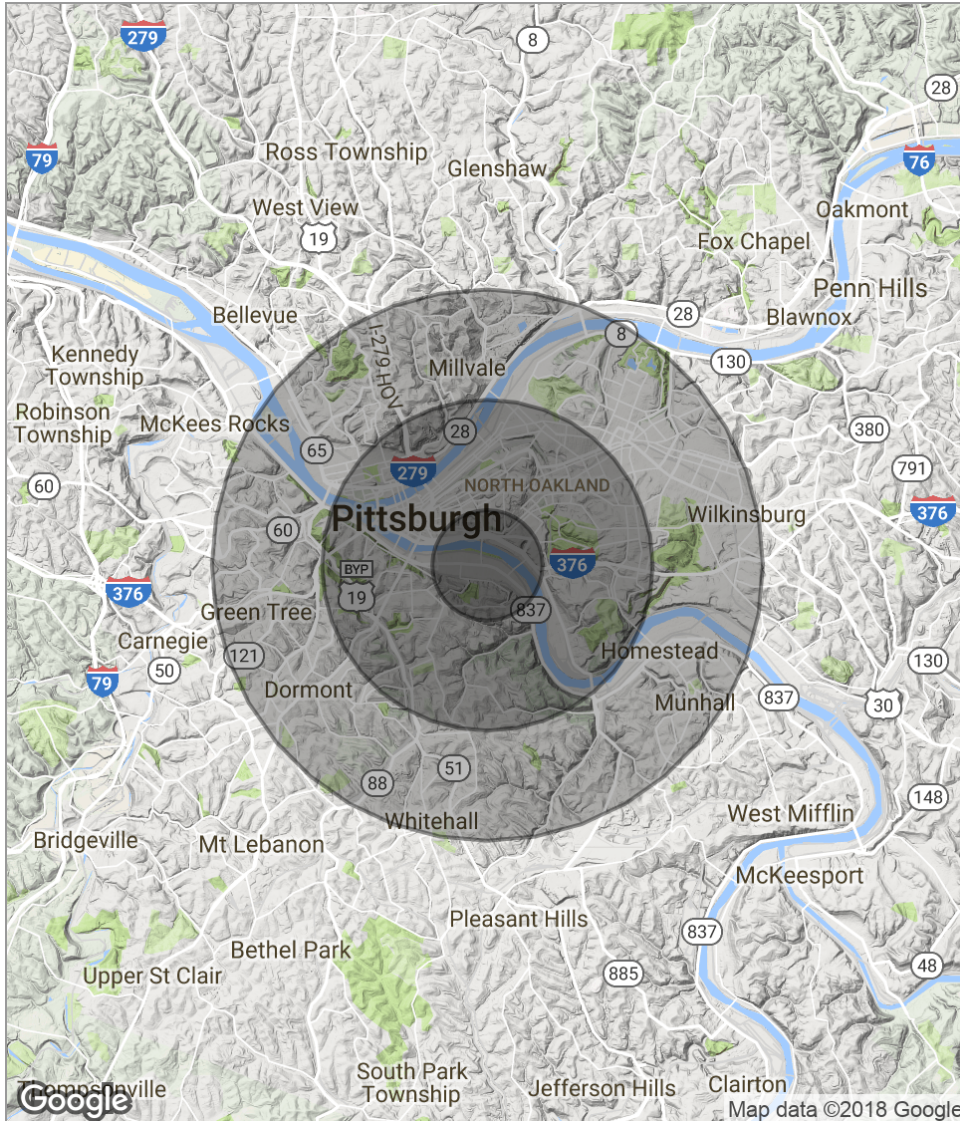 279
8
28
79
Ross Township
76
Glenshaw
West View
Oakmont
19
Fox Chapel
Penn Hills
Bellevue
28
Blawnox
8
I-279 HOV
Kennedy
Township
130
Millvale
Robinson
Township
McKees Rocks
28
380
65
279
791
60
NORTH OAKLAND
Pittsburgh
Wilkinsburg
376
60
376
BYP
19
376
Green Tree
837
Carnegie
121
Homestead
130
50
79
Dormont
Munhall
837
30
51
88
148
Whitehall
West Mifflin
Bridgeville
Mt Lebanon
McKeesport
Pleasant Hills
837
Bethel Park
885
48
Upper St Clair
South Park
Township
Thompsonville
Jefferson Hills
Clairton
Google
Map data ©2018 Google